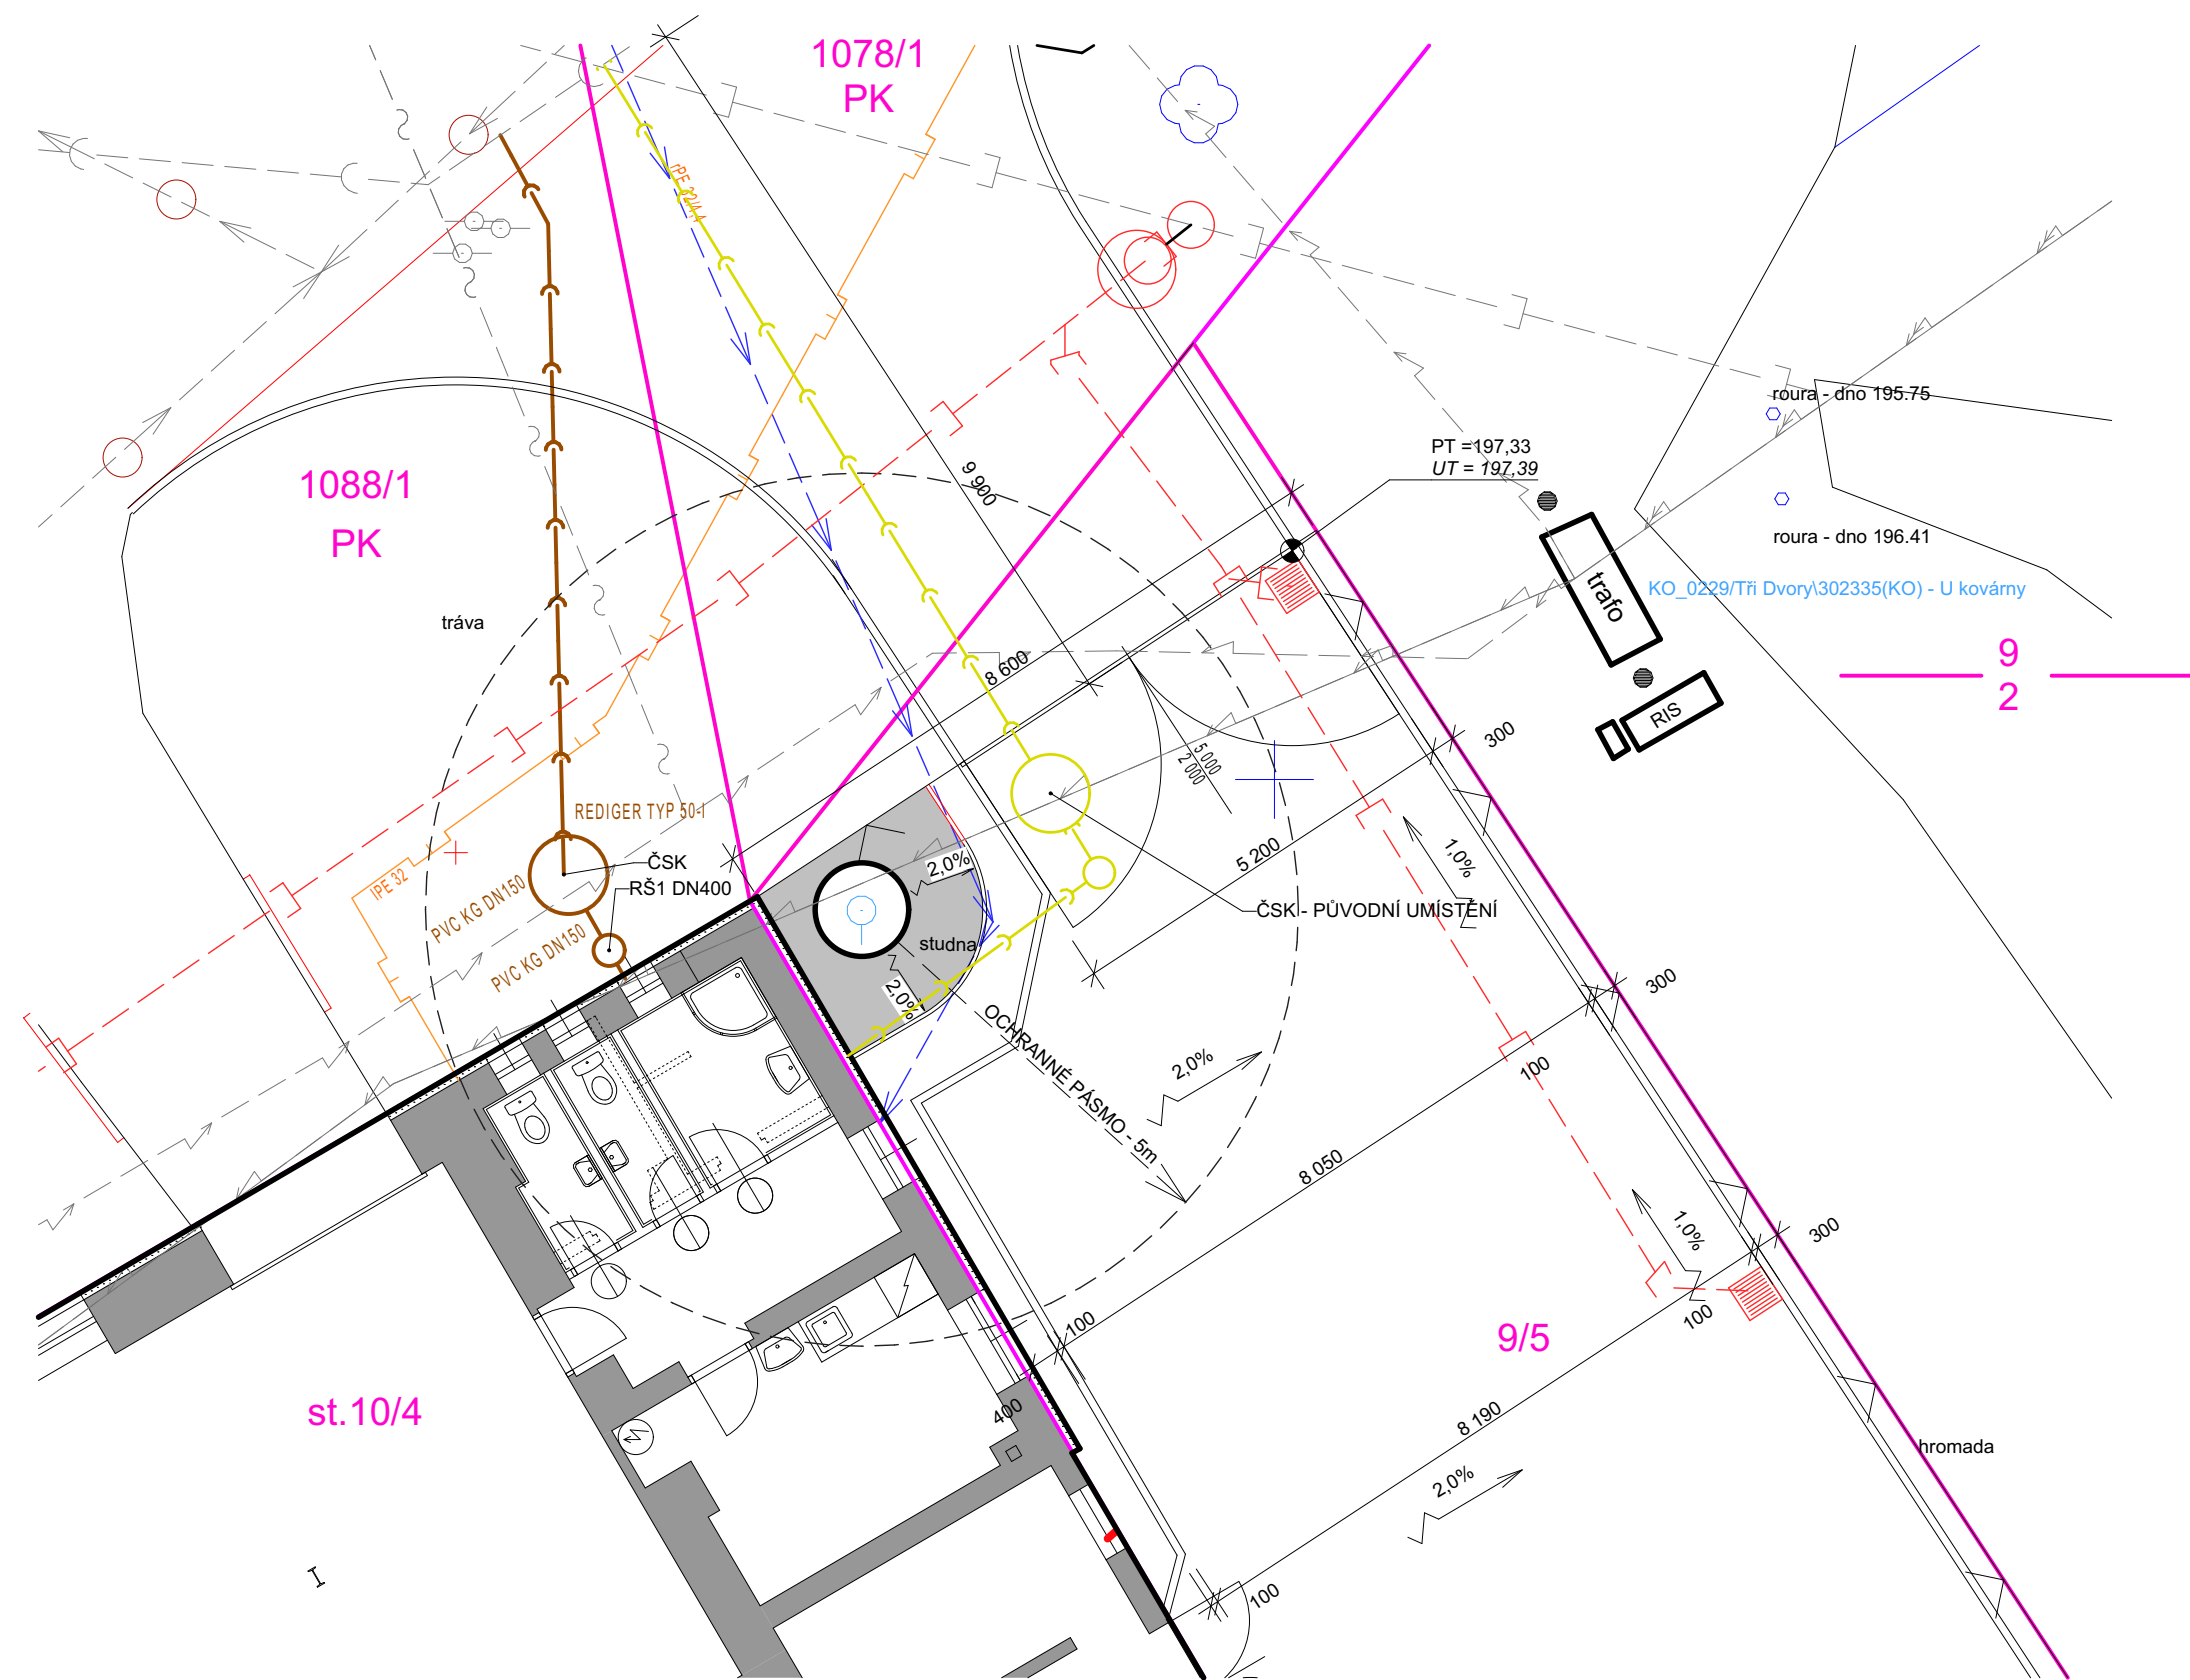 1078/1
PK
rPE 32/4,4
9 900
roura - dno 195.75
PT =197,33
UT = 197,39
1088/1
PK
roura - dno 196.41
trafo
KO_0229/Tři Dvory\302335(KO) - U kovárny
tráva
9
2
8 600
RIS
300
5 000
2 000
REDIGER TYP 50-I
ČSK
RŠ1 DN400
IPE 32
PVC KG DN150
PVC KG DN150
2,0%
5 200
1,0%
ČSK - PŮVODNÍ UMÍSTĚNÍ
studna
2,0%
300
OCHRANNÉ PÁSMO - 5m
2,0%
100
8 050
1,0%
300
100
100
9/5
st.10/4
400
8 190
hromada
2,0%
I
100